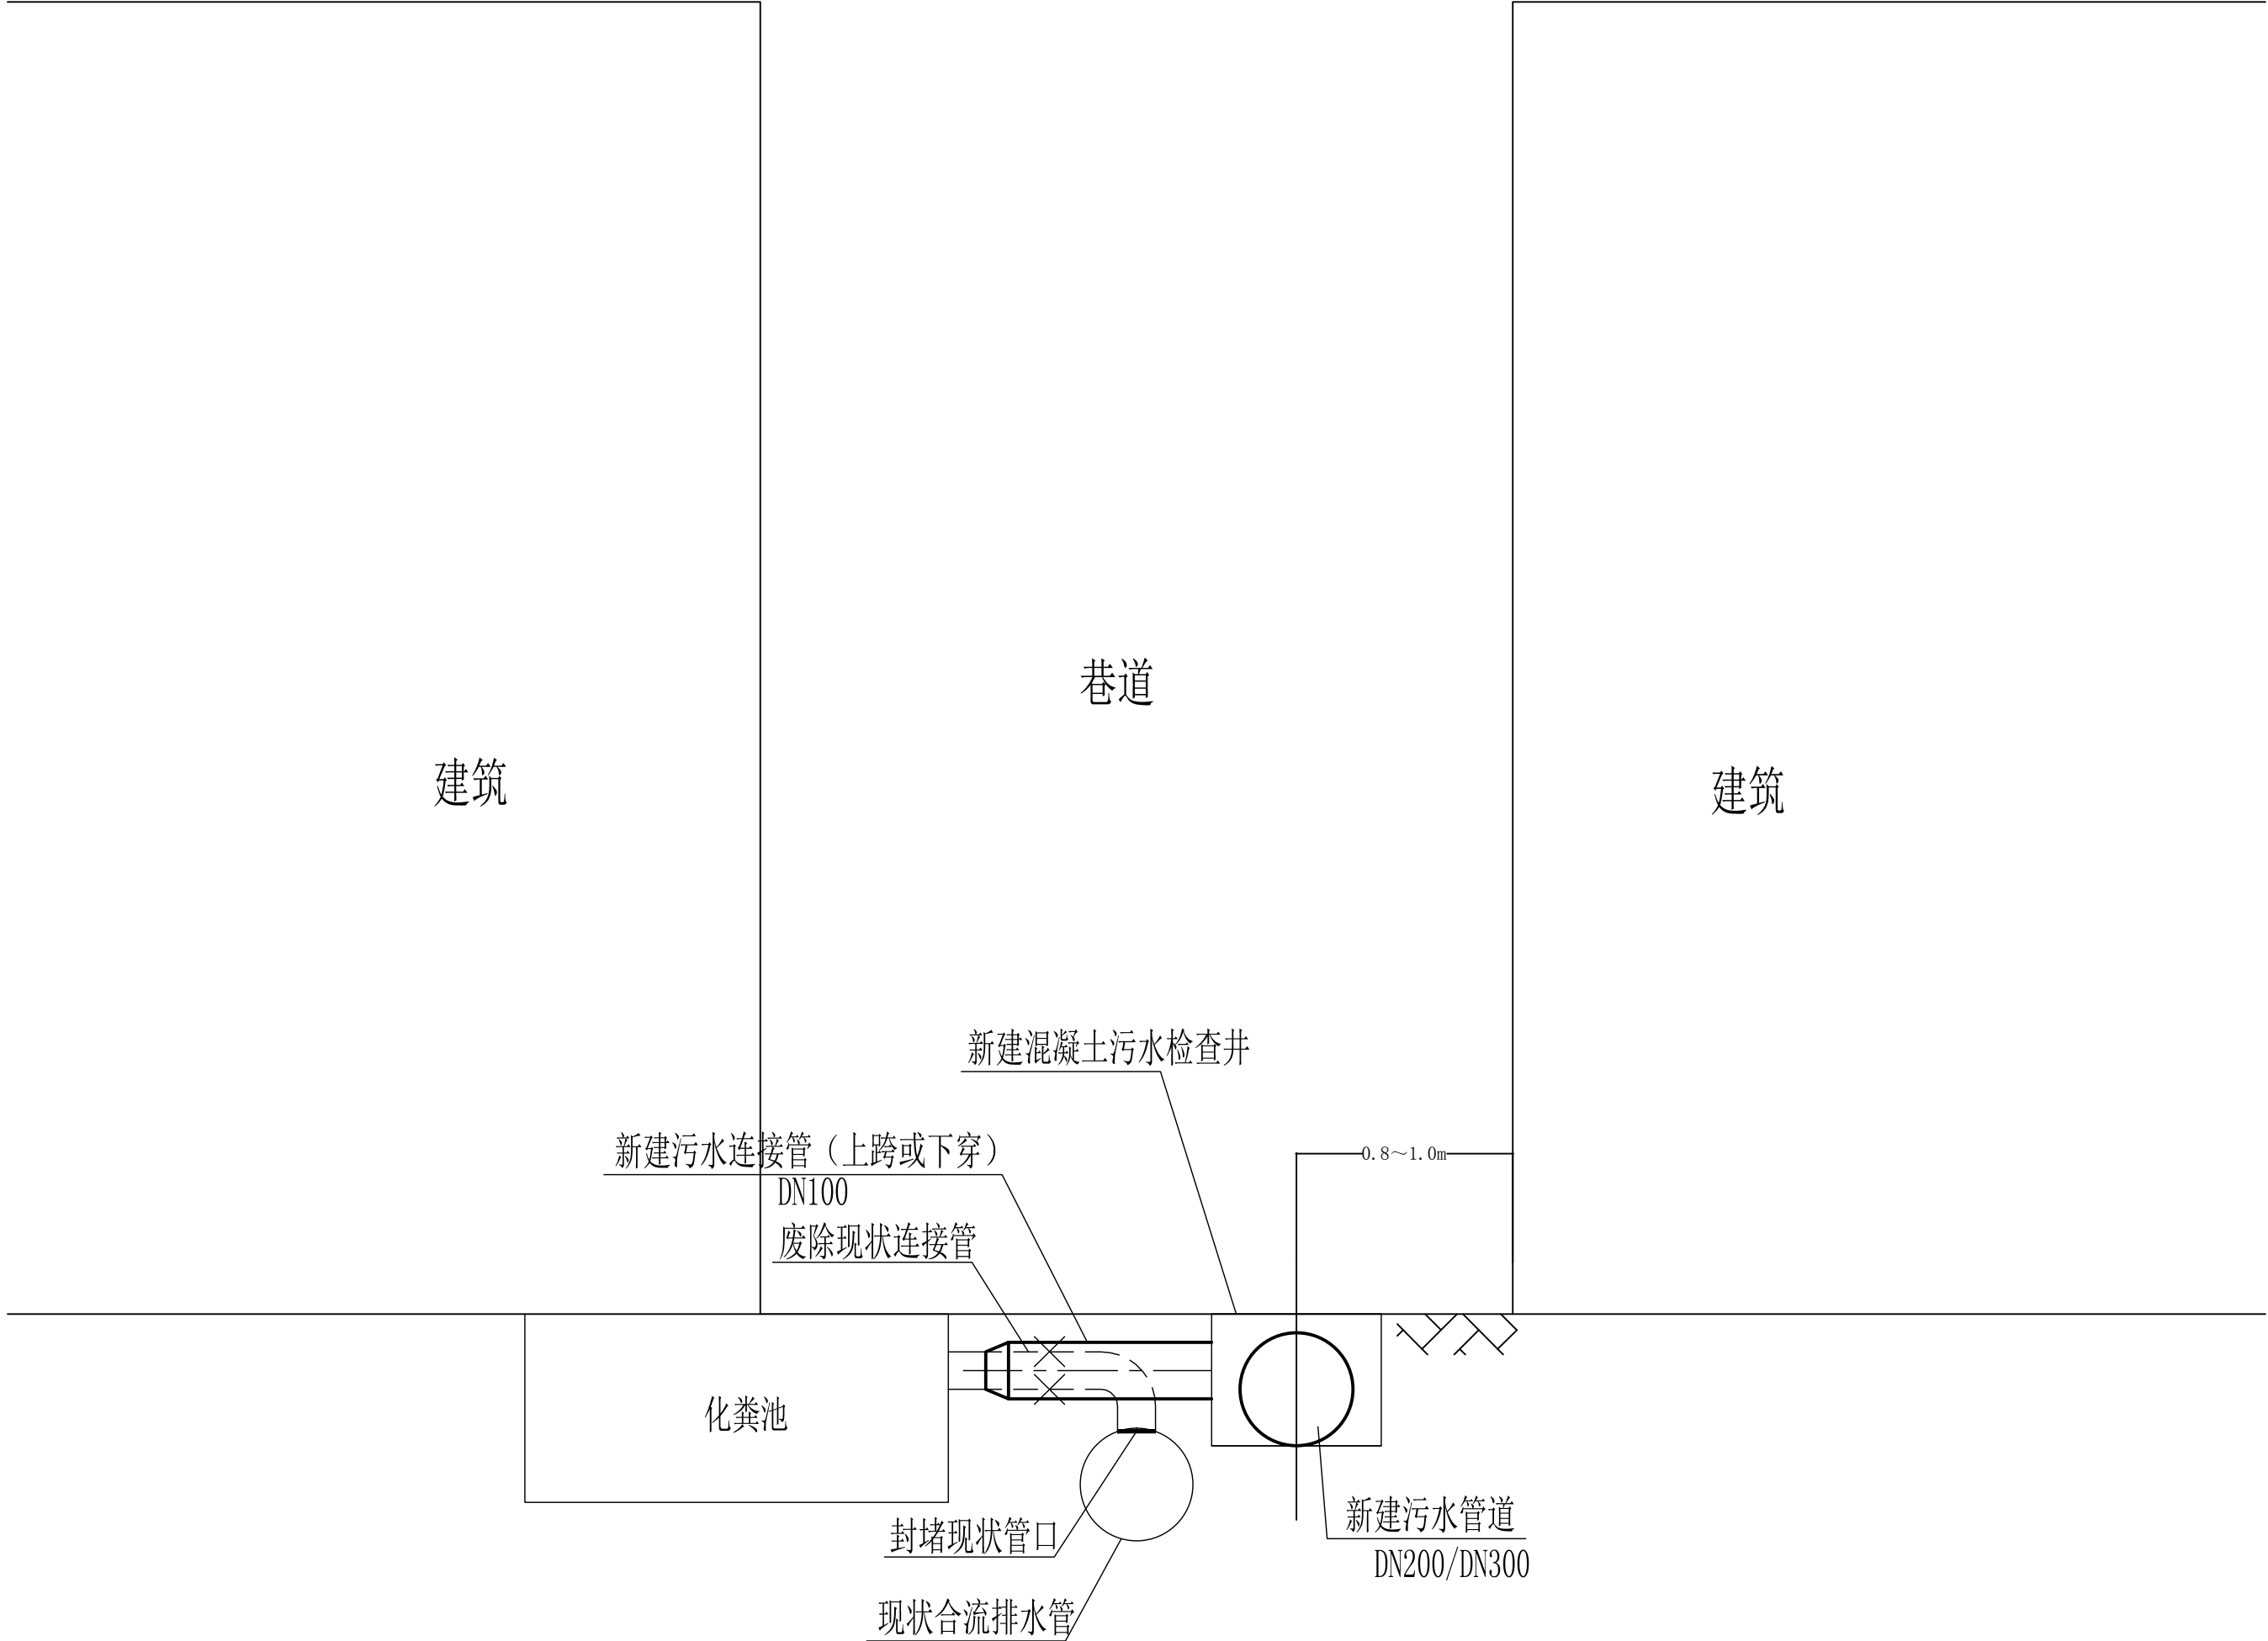 巷道
建筑
建筑
新建混凝土污水检查井
新建污水连接管（上跨或下穿）
DN100
0.8～1.0m
废除现状连接管
化粪池
新建污水管道
DN200/DN300
封堵现状管口
现状合流排水管